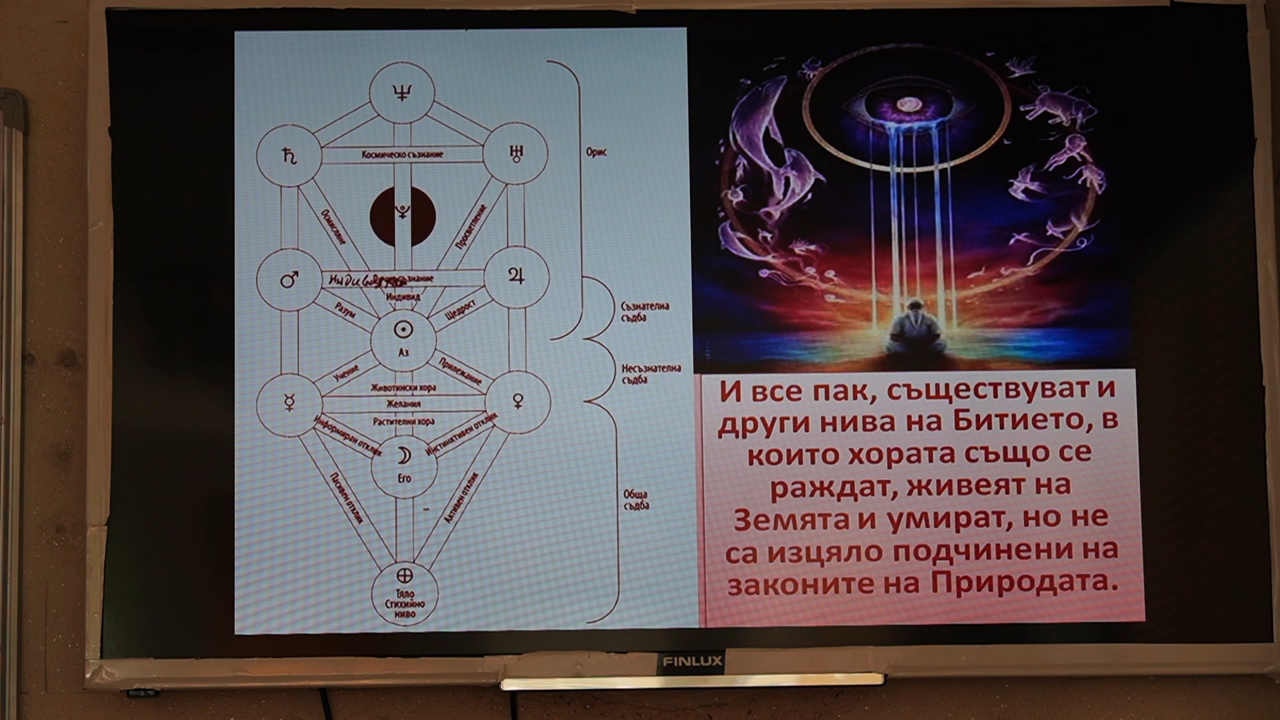 Космическо съзнание
Орис
Осмисляне
Просветление
Индивид
Разум
Щедрост
Съзнателна
съдба
Аз
Учение
Прилежание
Несъзнателна
съдба
Животински хора
Желания
Растителни хора
Информиран отклик
Инстинктивен отклик
Его
Пасивен отклик
Активен отклик
Обща
съдба
Тяло
Стихийно
ниво
И все пак, съществуват и
други нива на Битието, в
които хората също се
раждат, живеят на
Земята и умират, но не
са изцяло подчинени на
законите на Природата.
FINLUX